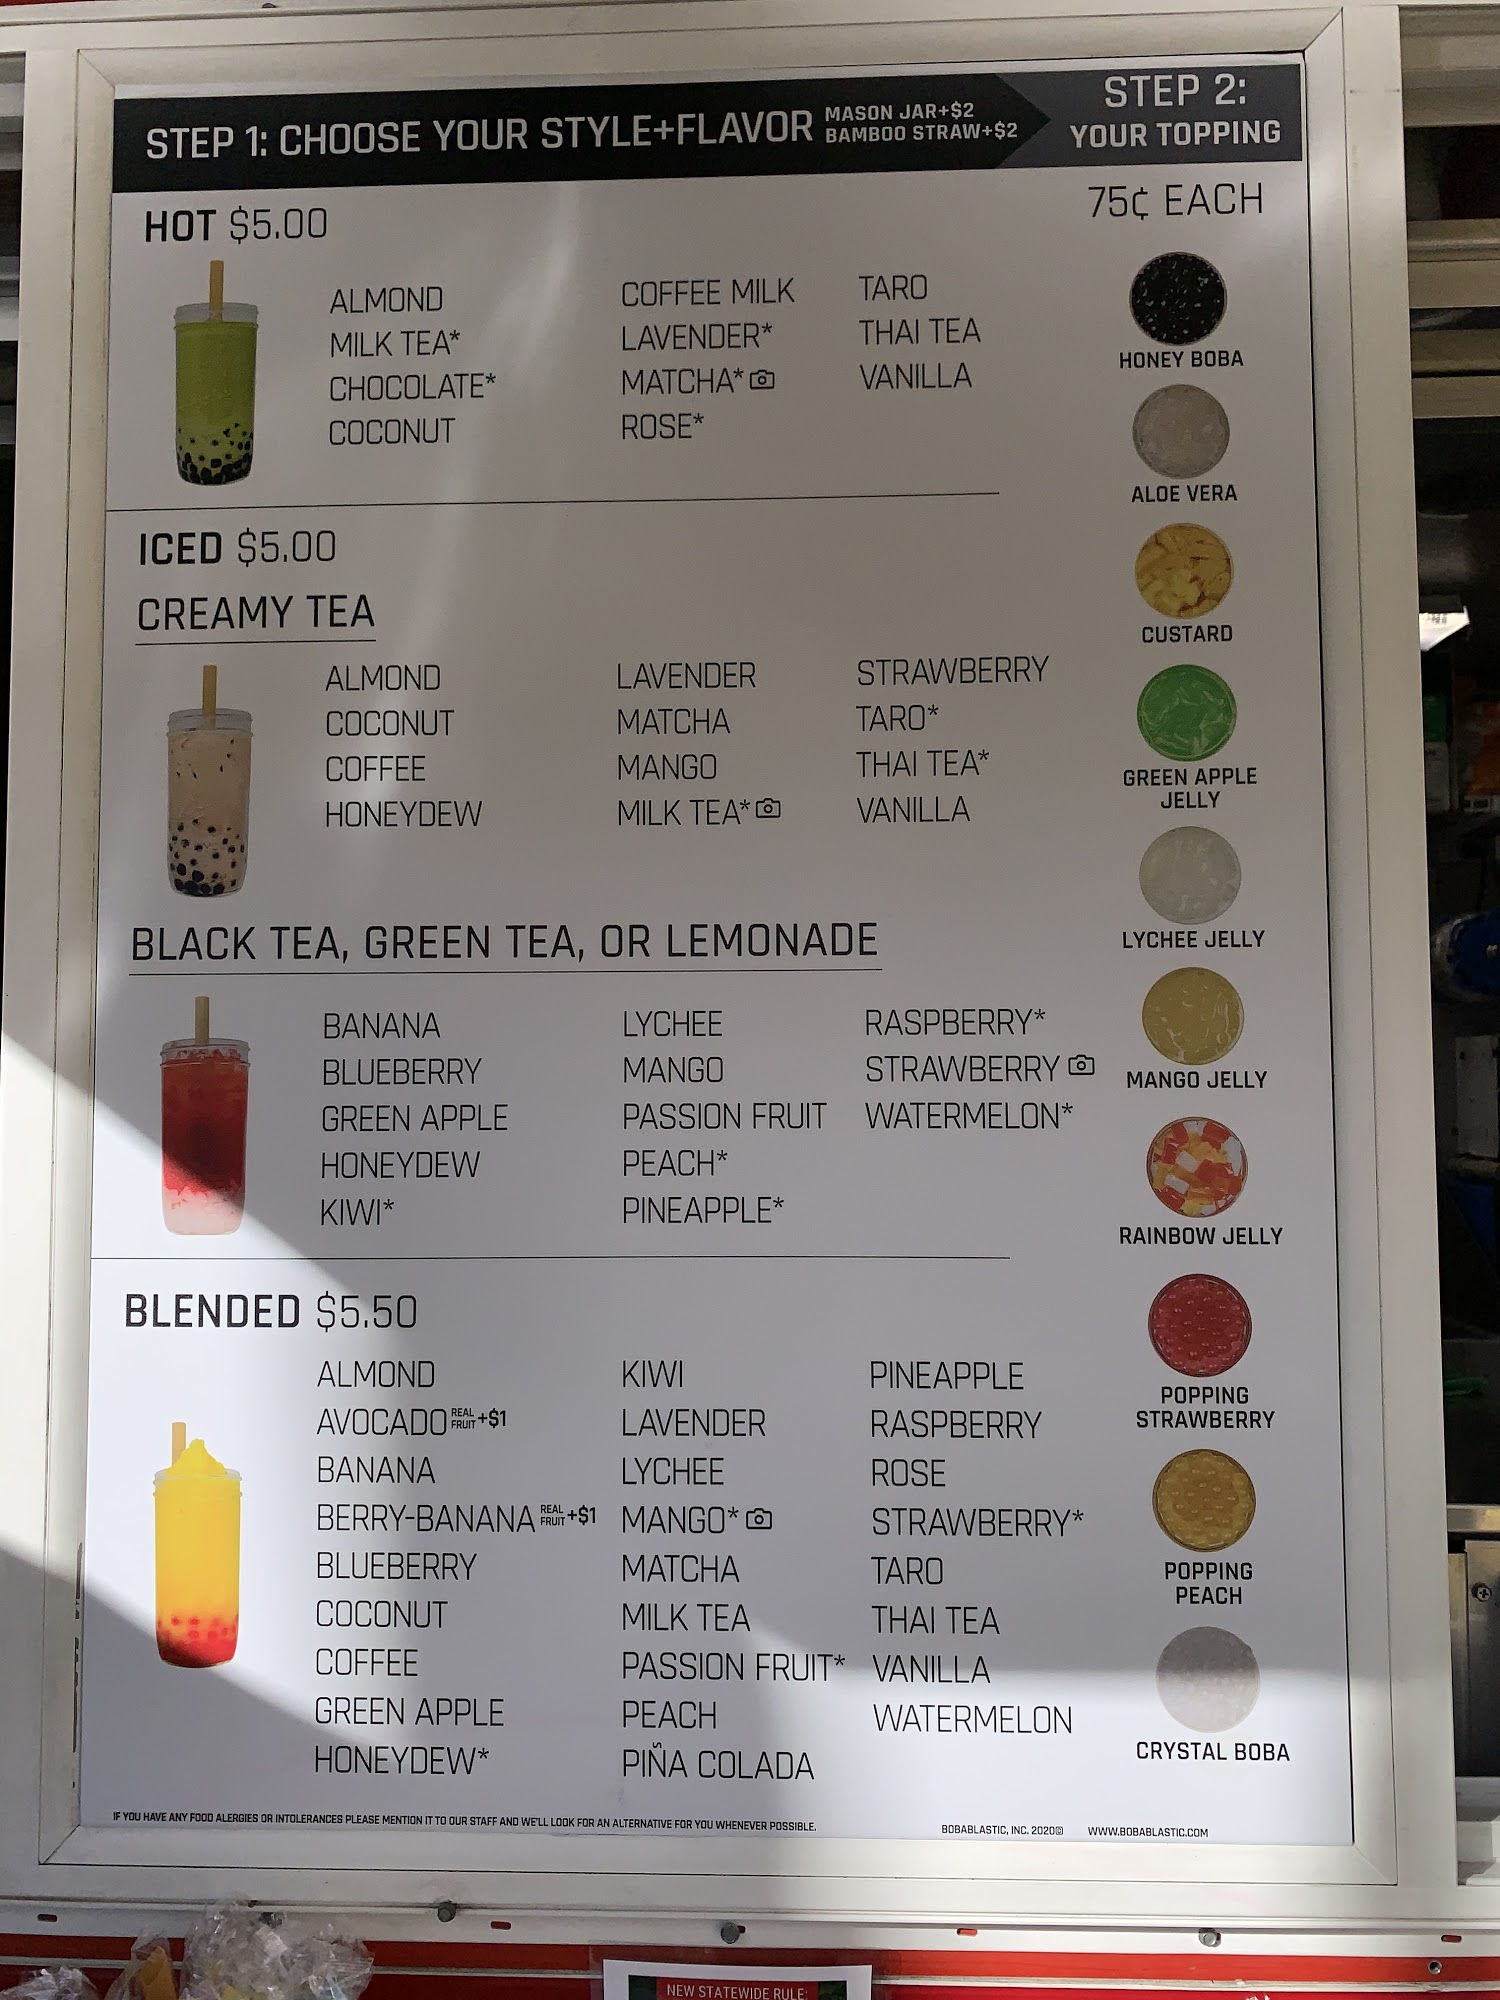 STEP 1: CHOOSE YOUR STYLE+FLAVOR
MASON JAR+$2
BAMBOO STRAW+$2
HOT $5.00
ALMOND
MILK TEA*
CHOCOLATE*
COCONUT
COFFEE MILK
LAVENDER*
MATCHA*
ROSE*
TARO
THAI TEA
VANILLA
ICED $5.00
CREAMY TEA
ALMOND
COCONUT
COFFEE
HONEYDEW
LAVENDER
MATCHA
MANGO
MILK TEA*
STRAWBERRY
TARO*
THAI TEA*
VANILLA
BLACK TEA, GREEN TEA, OR LEMONADE
BANANA
BLUEBERRY
GREEN APPLE
HONEYDEW
KIWI*
LYCHEE
MANGO
PASSION FRUIT
PEACH*
PINEAPPLE*
RASPBERRY*
STRAWBERRY
WATERMELON*
BLENDED $5.50
ALMOND
AVOCADO REAL FRUIT +$1
BANANA
BERRY-BANANA REAL FRUIT +$1
BLUEBERRY
COCONUT
COFFEE
GREEN APPLE
HONEYDEW*
KIWI
LAVENDER
LYCHEE
MANGO*
MATCHA
MILK TEA
PASSION FRUIT*
PEACH
PIÑA COLADA
PINEAPPLE
RASPBERRY
ROSE
STRAWBERRY*
TARO
THAI TEA
VANILLA
WATERMELON
STEP 2:
YOUR TOPPING
75¢ EACH
HONEY BOBA
ALOE VERA
CUSTARD
GREEN APPLE
JELLY
LYCHEE JELLY
MANGO JELLY
RAINBOW JELLY
POPPING
STRAWBERRY
POPPING
PEACH
CRYSTAL BOBA
IF YOU HAVE ANY FOOD ALERGIES OR INTOLERANCES PLEASE MENTION IT TO OUR STAFF AND WE'LL LOOK FOR AN ALTERNATIVE FOR YOU WHENEVER POSSIBLE.
BOBABLASTIC, INC. 2020©
WWW.BOBABLASTIC.COM
NEW STATEWIDE RULE: